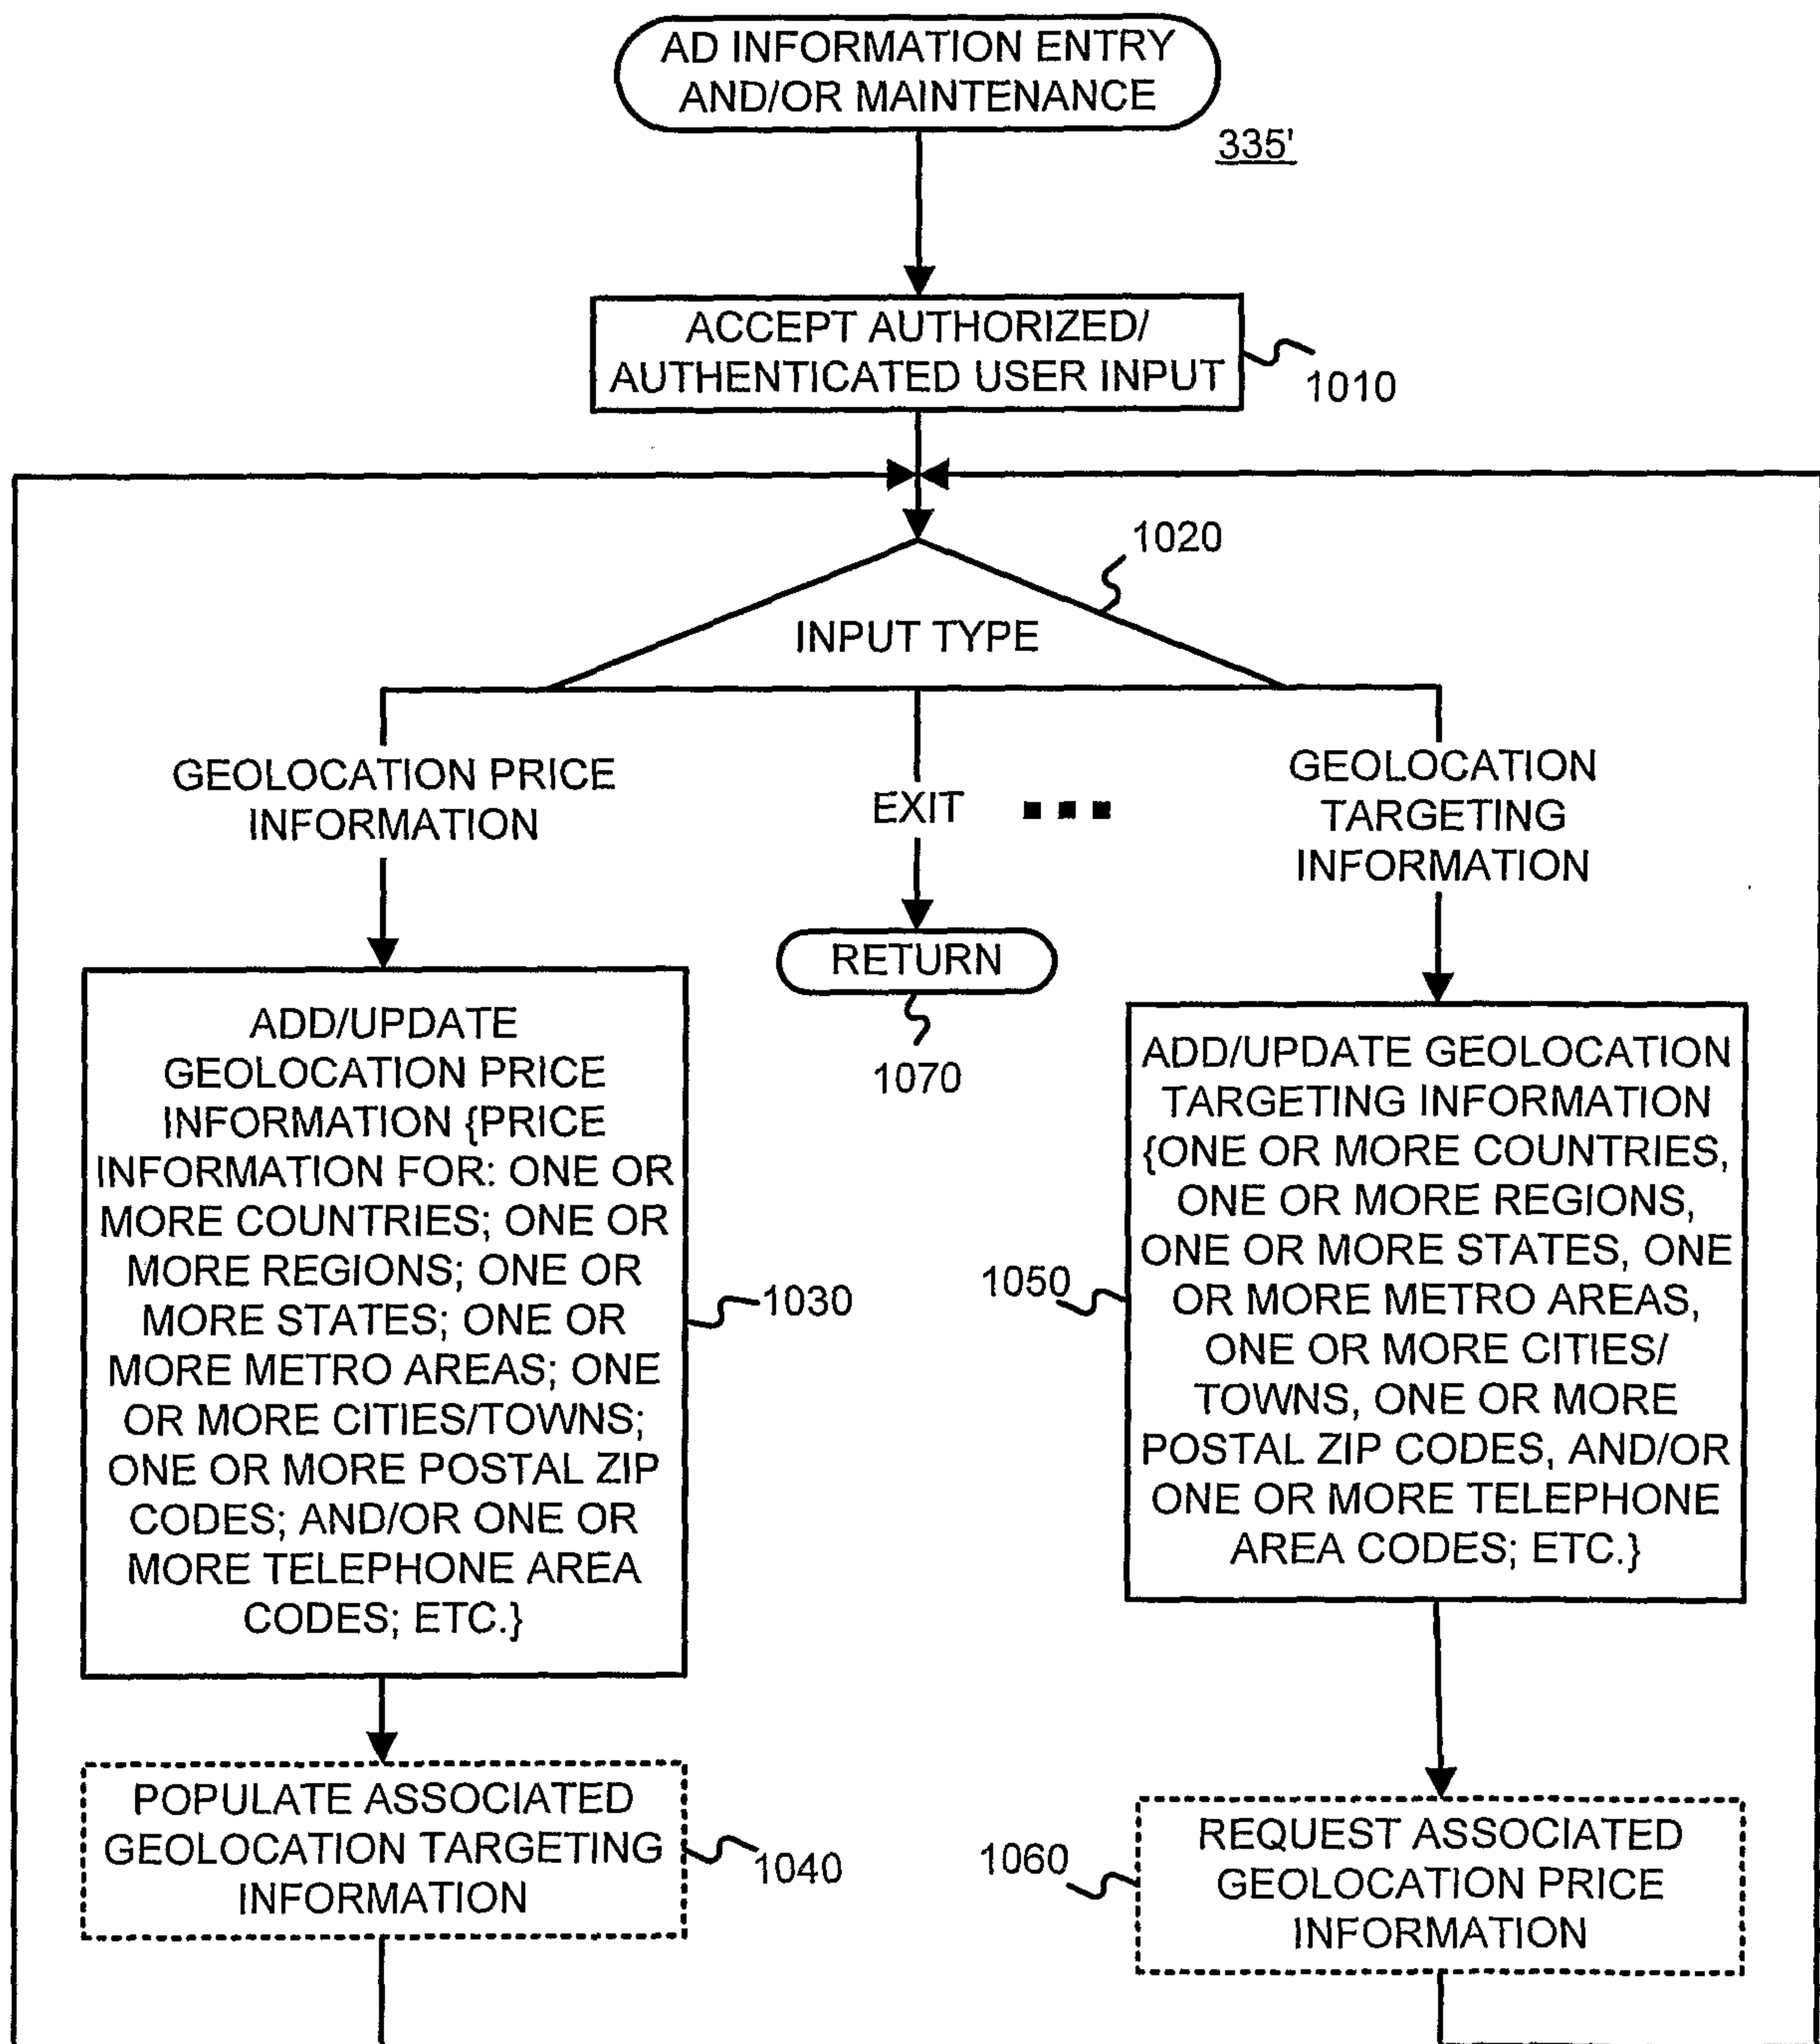 AD INFORMATION ENTRY
AND/OR MAINTENANCE
335'
ACCEPT AUTHORIZED/
AUTHENTICATED USER INPUT
1010
1020
INPUT TYPE
GEOLOCATION PRICE
INFORMATION
EXIT
GEOLOCATION
TARGETING
INFORMATION
RETURN
1070
ADD/UPDATE
GEOLOCATION PRICE
INFORMATION {PRICE
INFORMATION FOR: ONE OR
MORE COUNTRIES; ONE OR
MORE REGIONS; ONE OR
MORE STATES; ONE OR
MORE METRO AREAS; ONE
OR MORE CITIES/TOWNS;
ONE OR MORE POSTAL ZIP
CODES; AND/OR ONE OR
MORE TELEPHONE AREA
CODES; ETC.}
1030
1050
ADD/UPDATE GEOLOCATION
TARGETING INFORMATION
{ONE OR MORE COUNTRIES,
ONE OR MORE REGIONS,
ONE OR MORE STATES, ONE
OR MORE METRO AREAS,
ONE OR MORE CITIES/
TOWNS, ONE OR MORE
POSTAL ZIP CODES, AND/OR
ONE OR MORE TELEPHONE
AREA CODES; ETC.}
POPULATE ASSOCIATED
GEOLOCATION TARGETING
INFORMATION
1040
1060
REQUEST ASSOCIATED
GEOLOCATION PRICE
INFORMATION